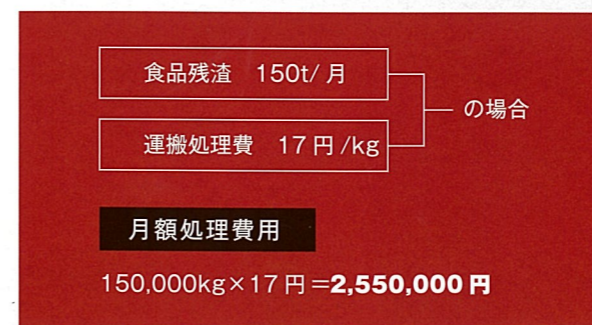 食品残渣　150t/月
運搬処理費　17円/kg
の場合
月額処理費用
150,000kg×17円=2,550,000円